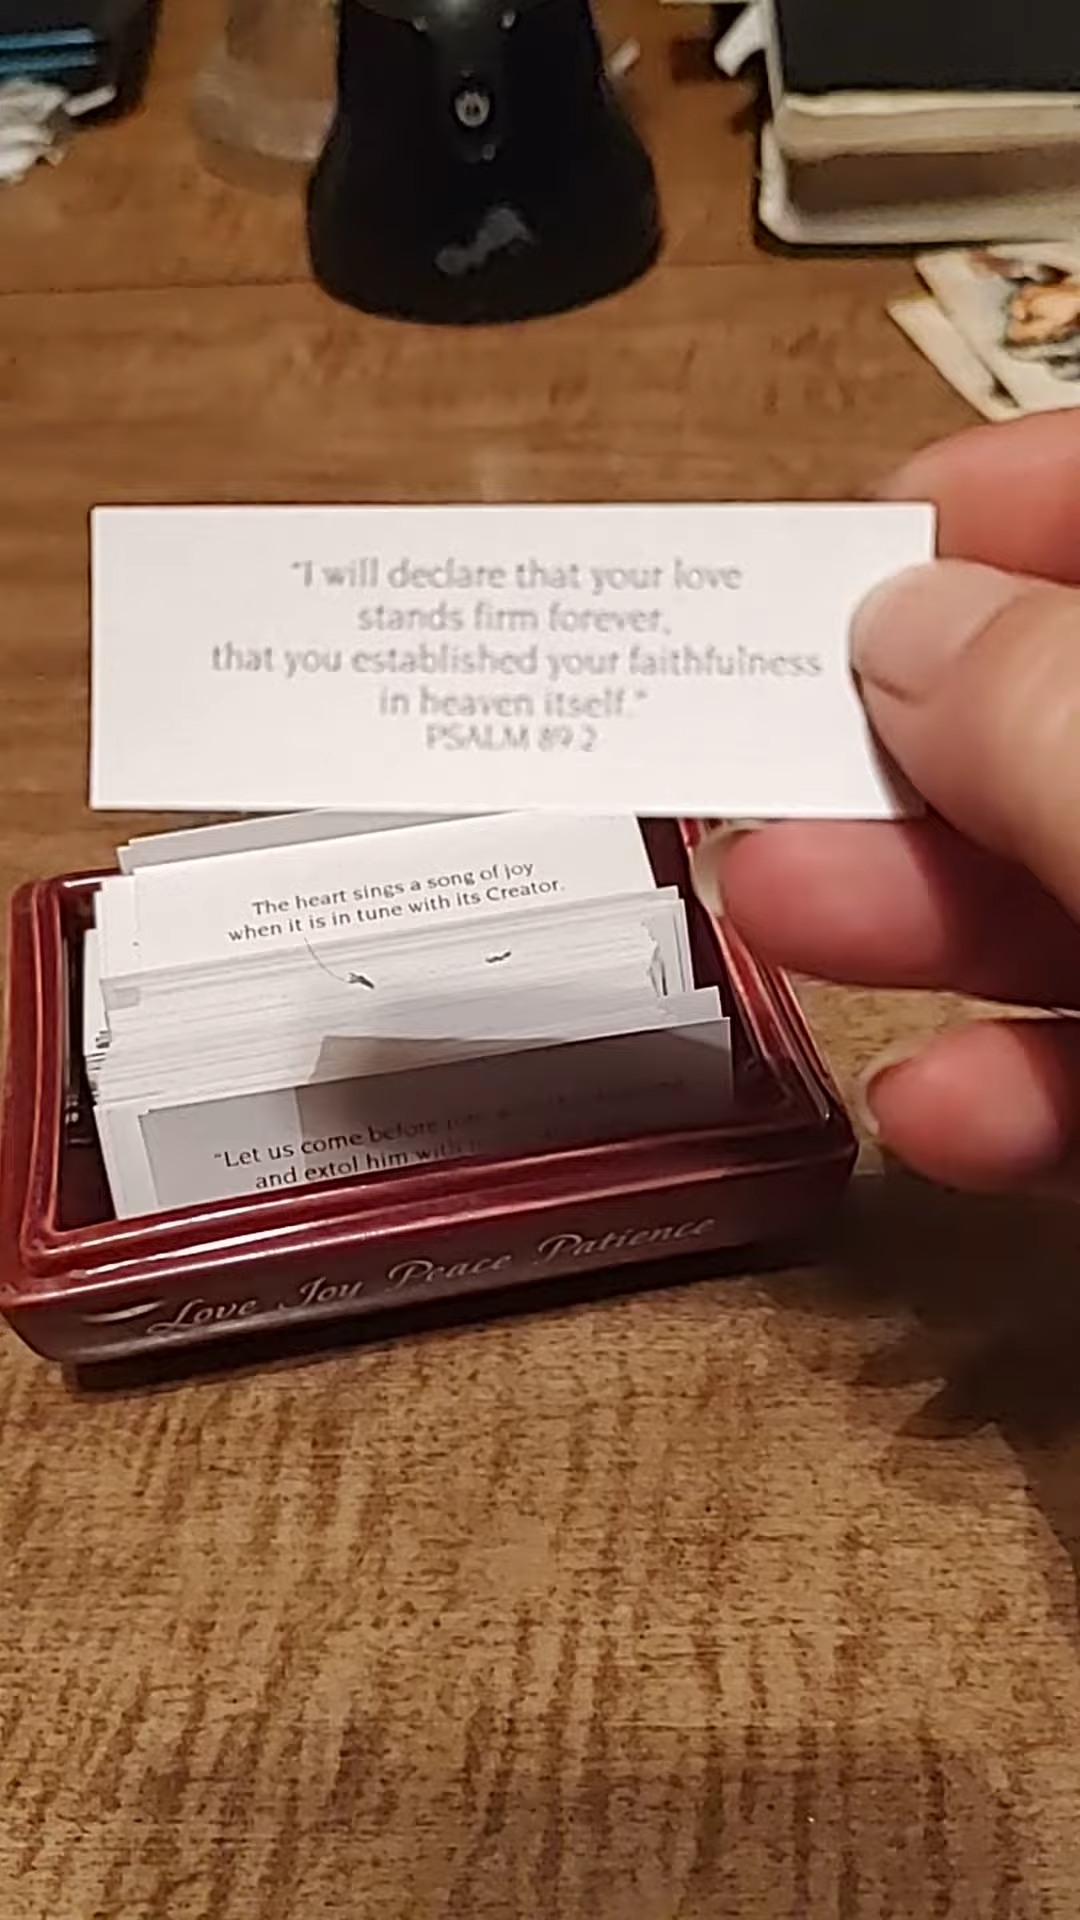 "I will declare that your love
stands firm forever,
that you established your faithfulness
in heaven itself."
PSALM 89:2
The heart sings a song of joy
when it is in tune with its Creator.
"Let us come before
and extol him with
Love Joy Peace Patience